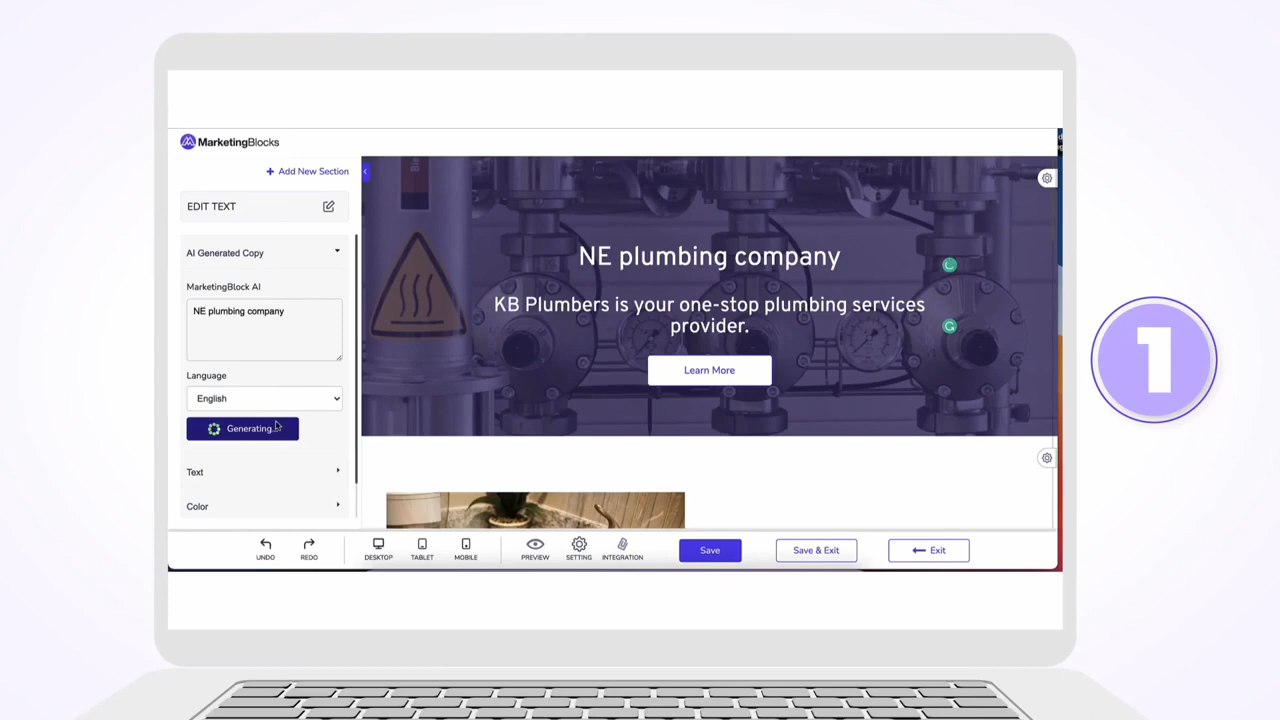 MarketingBlocks
+ Add New Section
EDIT TEXT
AI Generated Copy
MarketingBlock AI
NE plumbing company
Language
English
Generating...
Text
Color
NE plumbing company
KB Plumbers is your one-stop plumbing services
provider.
Learn More
UNDO
REDO
DESKTOP
TABLET
MOBILE
PREVIEW
SETTING
INTEGRATION
Save
Save & Exit
Exit
1